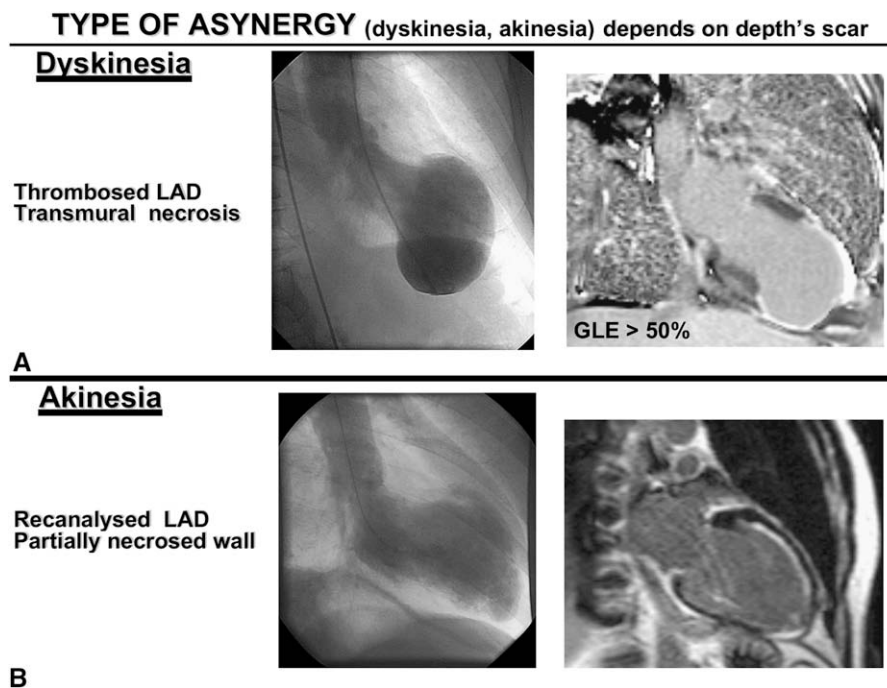 TYPE OF ASYNERGY (dyskinesia, akinesia) depends on depth's scar
Dyskinesia
Thrombosed LAD
Transmural necrosis
GLE > 50%
A
Akinesia
Recanalysed LAD
Partially necrosed wall
B